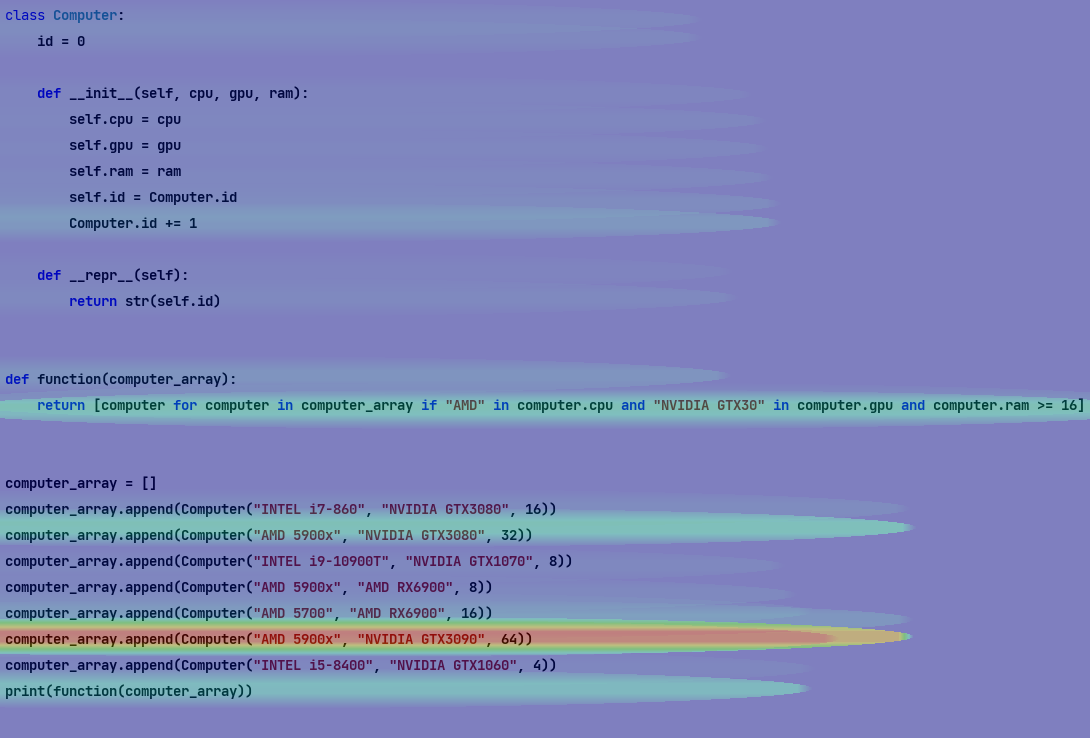 class Computer:
    id = 0
    def __init__(self, cpu, gpu, ram):
        self.cpu = cpu
        self.gpu = gpu
        self.ram = ram
        self.id = Computer.id
        Computer.id += 1
    def __repr__(self):
        return str(self.id)
def function(computer_array):
    return [computer for computer in computer_array if "AMD" in computer.cpu and "NVIDIA GTX30" in computer.gpu and computer.ram >= 16]
computer_array = []
computer_array.append(Computer("INTEL i7-860", "NVIDIA GTX3080", 16))
computer_array.append(Computer("AMD 5900x", "NVIDIA GTX3080", 32))
computer_array.append(Computer("INTEL i9-10900T", "NVIDIA GTX1070", 8))
computer_array.append(Computer("AMD 5900x", "AMD RX6900", 8))
computer_array.append(Computer("AMD 5700", "AMD RX6900", 16))
computer_array.append(Computer("AMD 5900x", "NVIDIA GTX3090", 64))
computer_array.append(Computer("INTEL i5-8400", "NVIDIA GTX1060", 4))
print(function(computer_array))